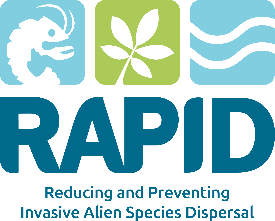 RAPID
Reducing and Preventing
Invasive Alien Species Dispersal